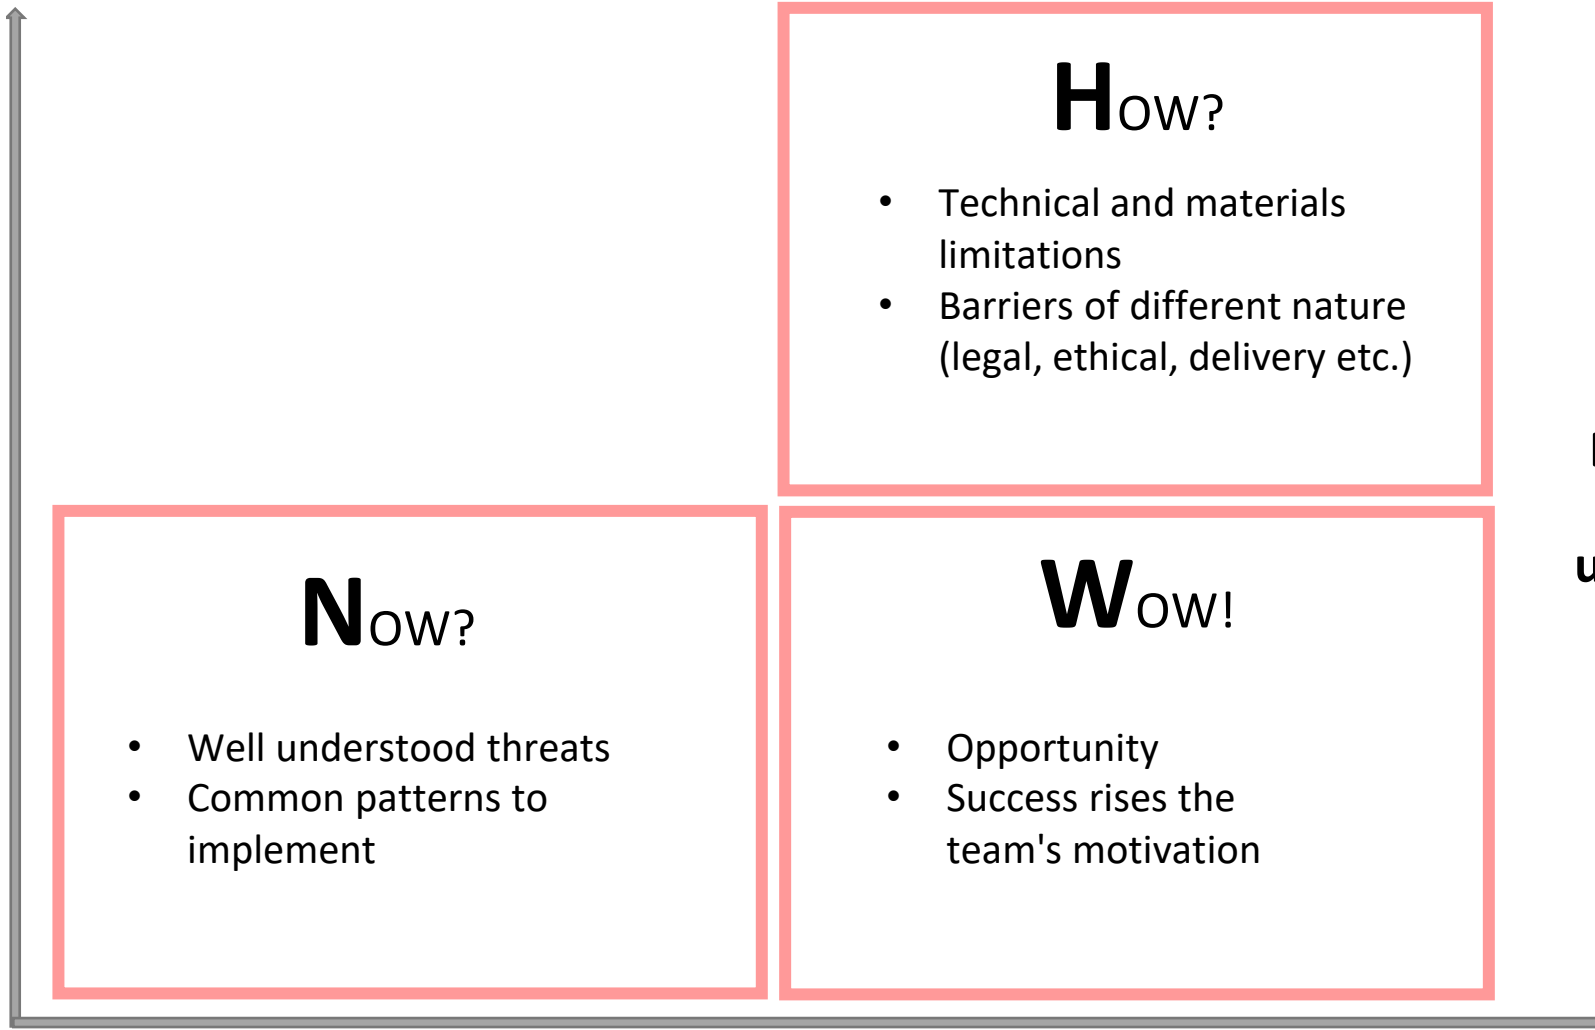 How?
• Technical and materials
limitations
• Barriers of different nature
(legal, ethical, delivery etc.)
Now?
• Well understood threats
• Common patterns to
implement
Wow!
• Opportunity
• Success rises the
team's motivation